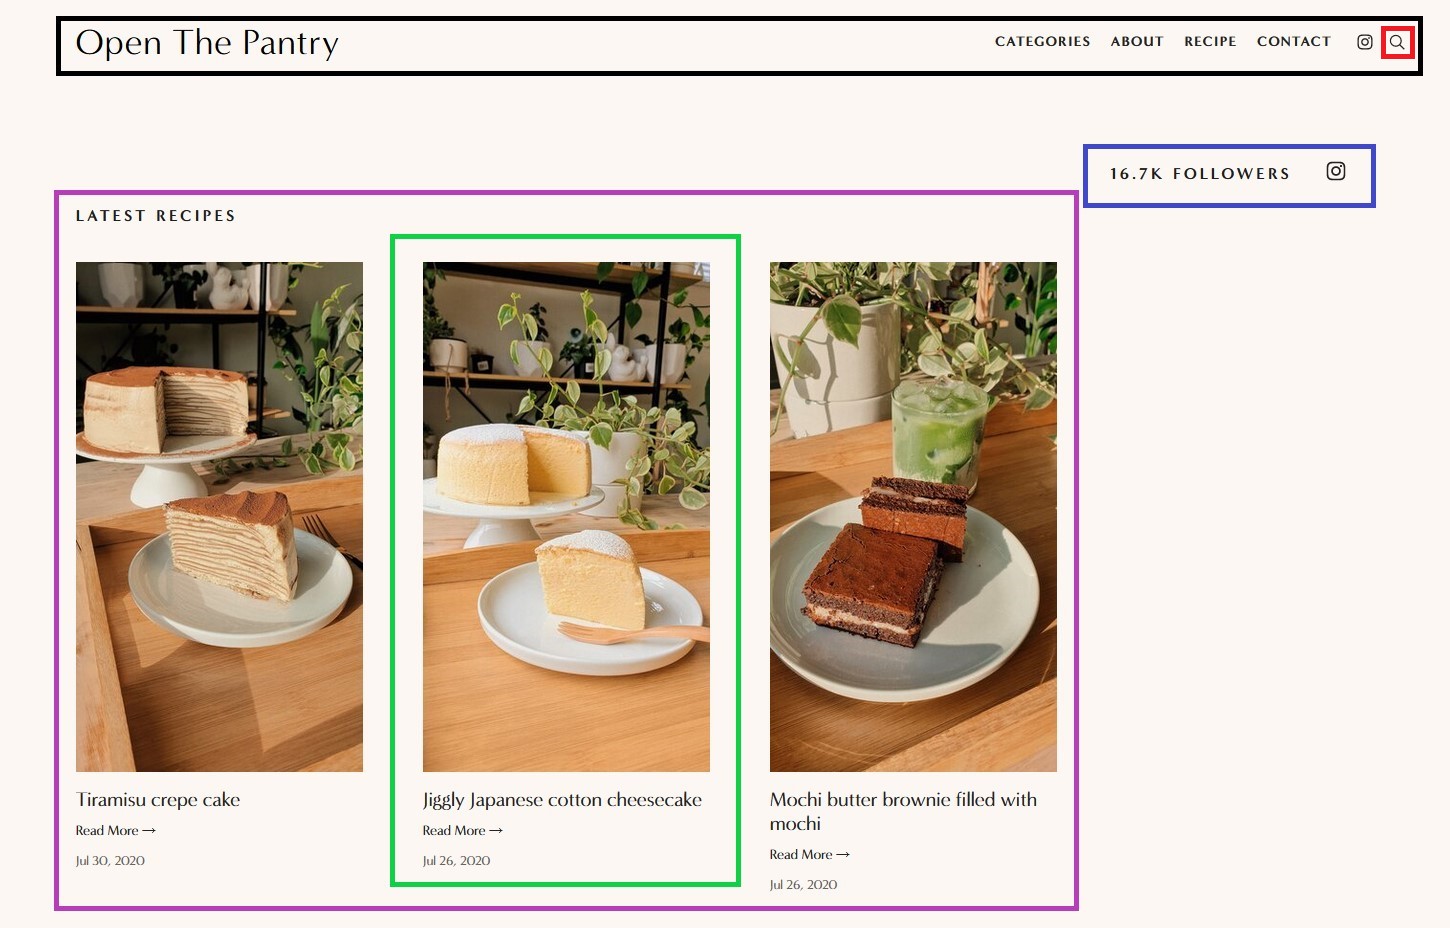 Open The Pantry
CATEGORIES ABOUT RECIPE CONTACT
16.7K FOLLOWERS
LATEST RECIPES
Tiramisu crepe cake
Read More →
Jul 30, 2020
Jiggly Japanese cotton cheesecake
Read More →
Jul 26, 2020
Mochi butter brownie filled with
mochi
Read More →
Jul 26, 2020